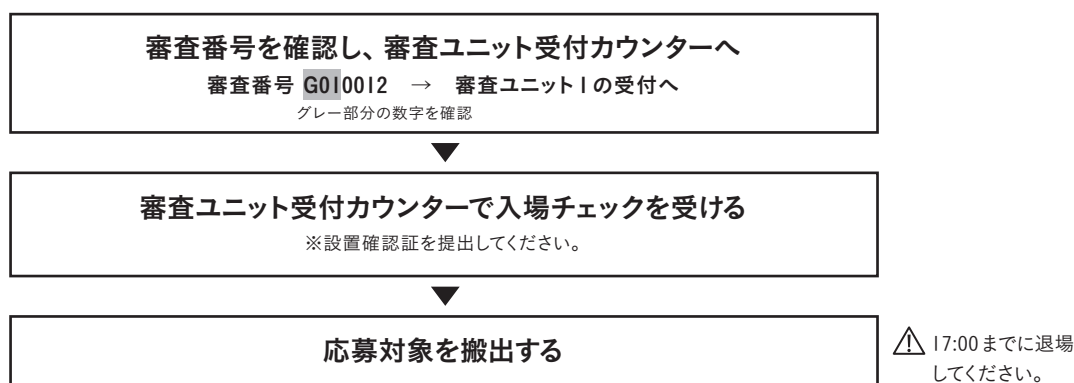 審査番号を確認し、審査ユニット受付カウンターへ
審査番号 G010012 → 審査ユニット1の受付へ
グレー部分の数字を確認
審査ユニット受付カウンターで入場チェックを受ける
※設置確認証を提出してください。
応募対象を搬出する
17:00までに退場
してください。